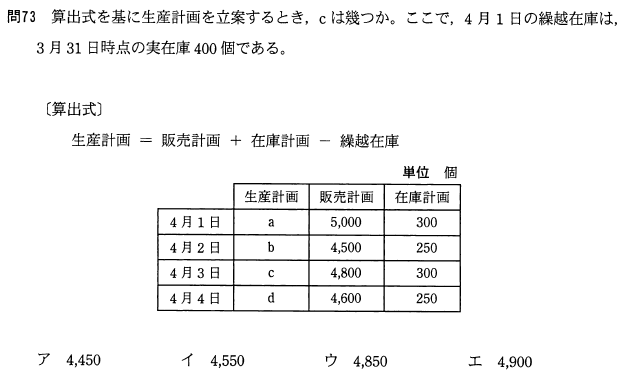 問73 算出式を基に生産計画を立案するとき，cは幾つか。ここで，4月1日の繰越在庫は，
3月31日時点の実在庫400個である。
〔算出式〕
生産計画 ＝ 販売計画 ＋ 在庫計画 － 繰越在庫
単位 個
生産計画 販売計画 在庫計画
4月1日 a 5,000 300
4月2日 b 4,500 250
4月3日 c 4,800 300
4月4日 d 4,600 250
ア 4,450 イ 4,550 ウ 4,850 エ 4,900